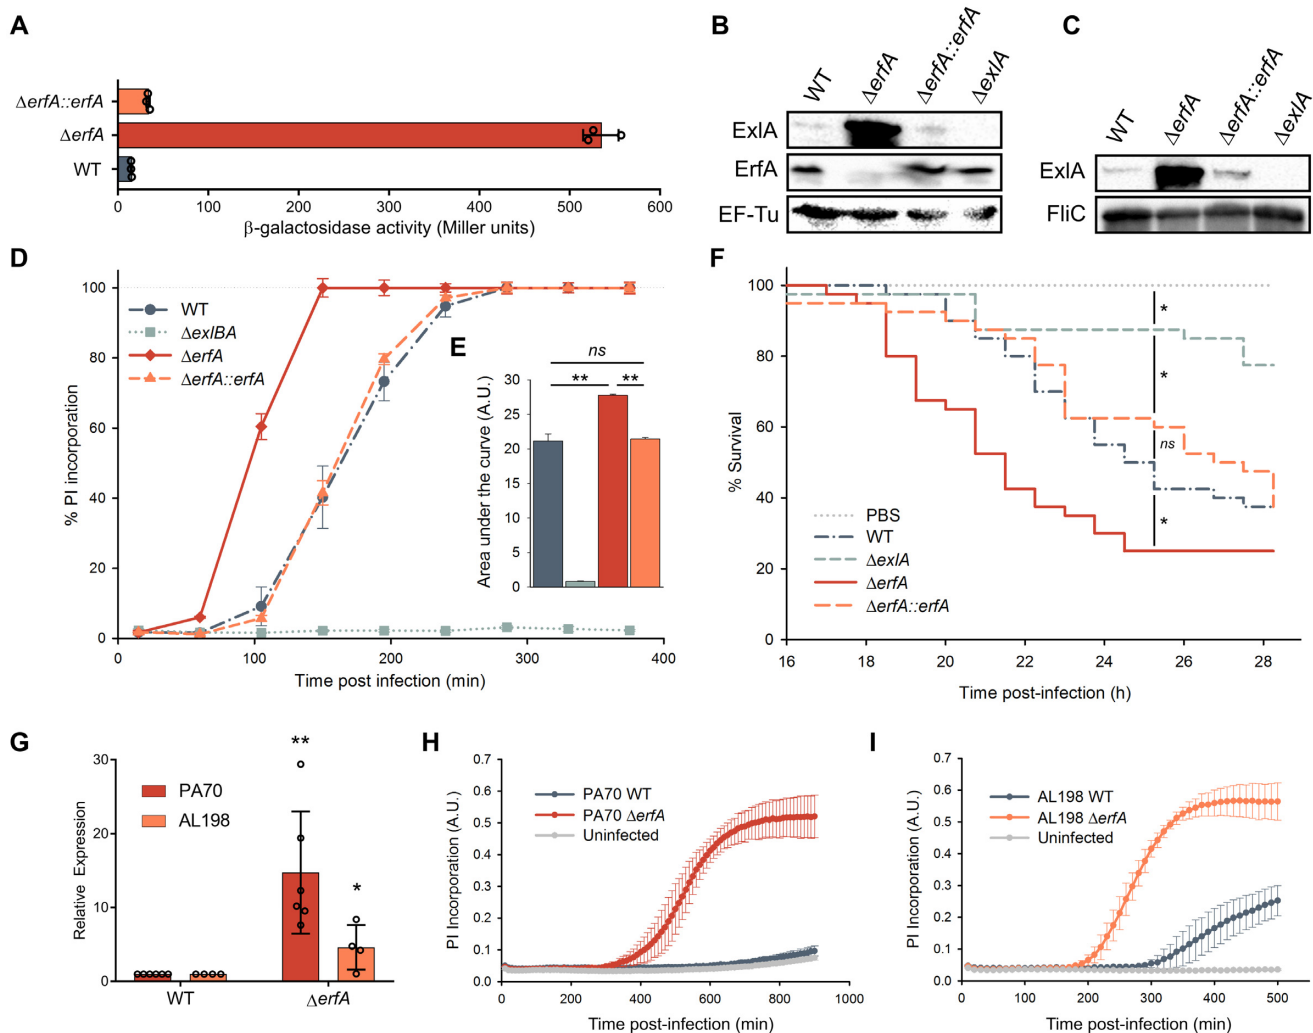 A
ΔerfA::erfA
ΔerfA
WT
0 100 200 300 400 500 600
β-galactosidase activity (Miller units)
B
WT ΔerfA ΔerfA::erfA ΔexlA
ExlA
ErfA
EF-Tu
C
WT ΔerfA ΔerfA::erfA ΔexlA
ExlA
FliC
D
% PI incorporation
100
80
60
40
20
0
WT
ΔexlBA
ΔerfA
ΔerfA::erfA
0 100 200 300 400
Time post infection (min)
E
Area under the curve (A.U.)
30
25
20
15
10
5
0
ns
** **
F
% Survival
100
80
60
40
20
0
*
*
ns
*
PBS
WT
ΔexlA
ΔerfA
ΔerfA::erfA
16 18 20 22 24 26 28
Time post-infection (h)
G
Relative Expression
30
20
10
0
PA70
AL198
**
*
WT ΔerfA
H
PI Incorporation (A.U.)
0.7
0.6
0.5
0.4
0.3
0.2
0.1
0.0
PA70 WT
PA70 ΔerfA
Uninfected
0 200 400 600 800 1000
Time post-infection (min)
I
PI Incorporation (A.U.)
0.7
0.6
0.5
0.4
0.3
0.2
0.1
0.0
AL198 WT
AL198 ΔerfA
Uninfected
0 100 200 300 400 500
Time post-infection (min)